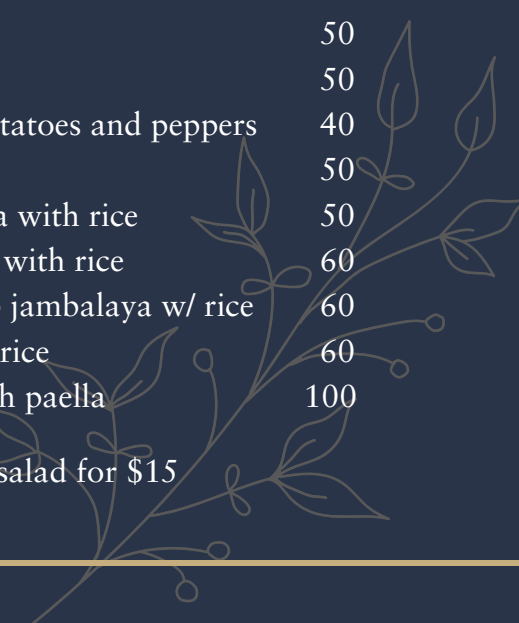 50
50
tatoes and peppers 40
50
a with rice 50
with rice 60
jambalaya w/ rice 60
rice 60
h paella 100
salad for $15